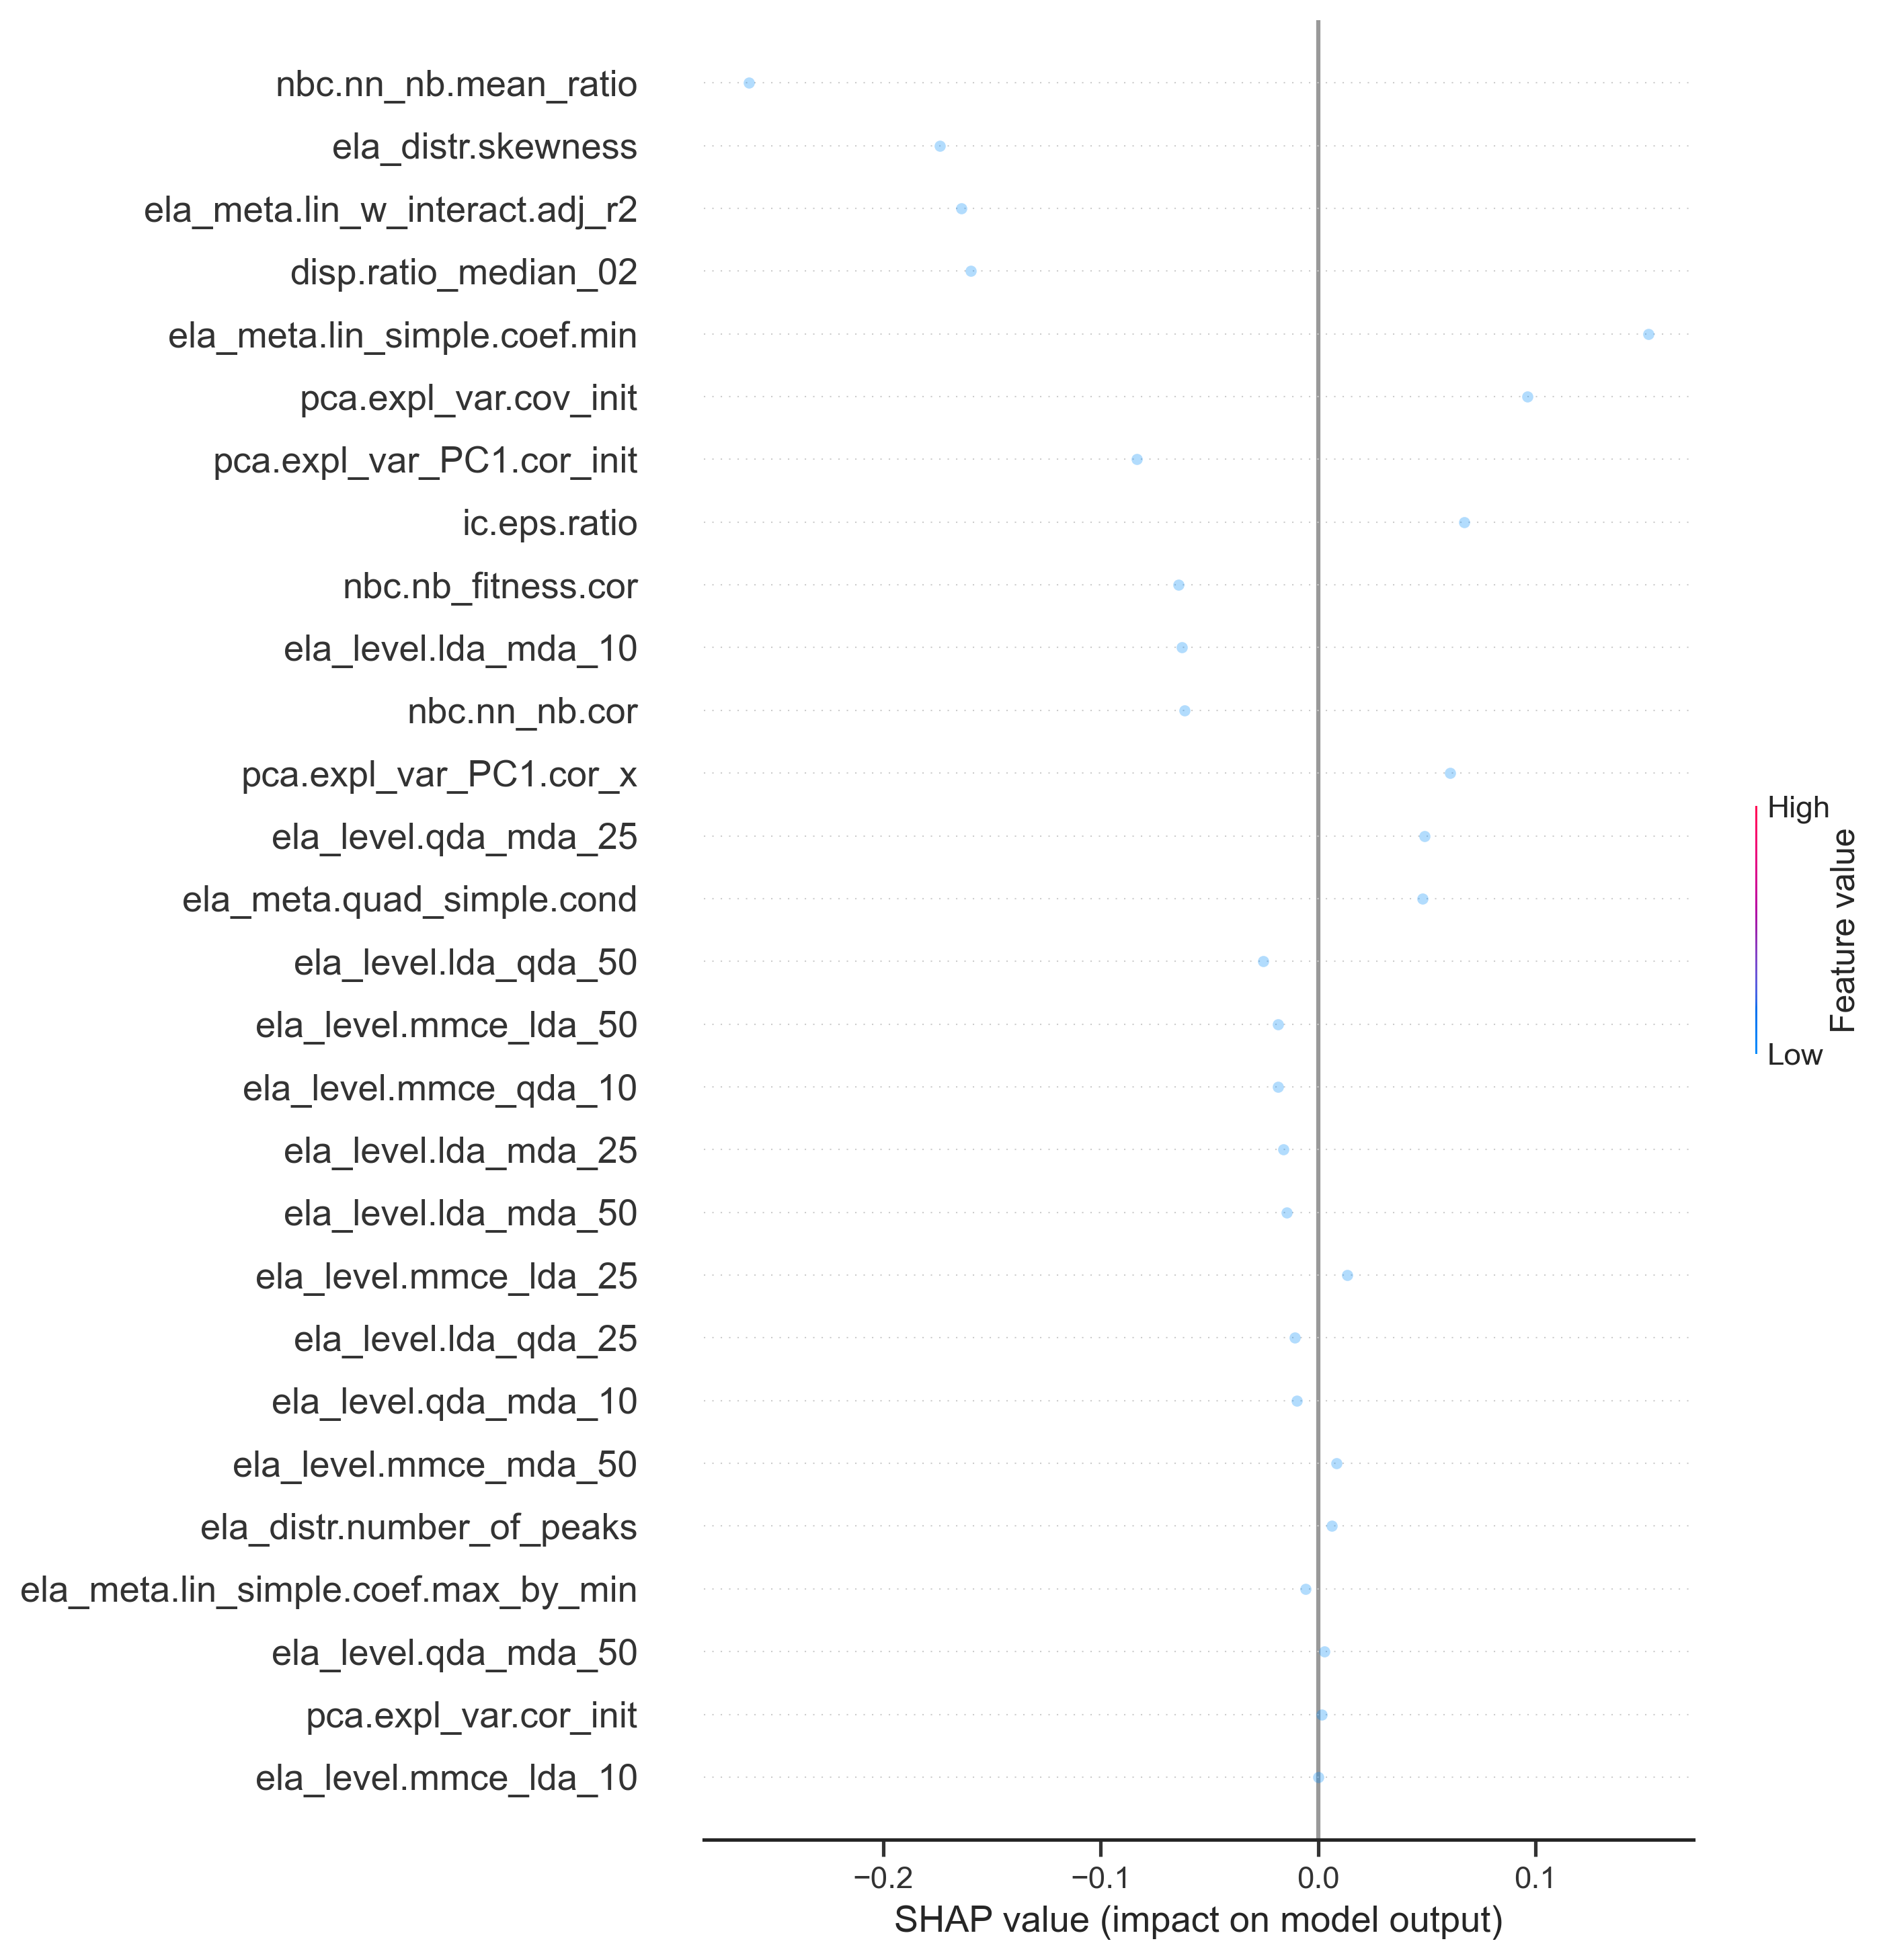 nbc.nn_nb.mean_ratio
ela_distr.skewness
ela_meta.lin_w_interact.adj_r2
disp.ratio_median_02
ela_meta.lin_simple.coef.min
pca.expl_var.cov_init
pca.expl_var_PC1.cor_init
ic.eps.ratio
nbc.nb_fitness.cor
ela_level.lda_mda_10
nbc.nn_nb.cor
pca.expl_var_PC1.cor_x
ela_level.qda_mda_25
ela_meta.quad_simple.cond
ela_level.lda_qda_50
ela_level.mmce_lda_50
ela_level.mmce_qda_10
ela_level.lda_mda_25
ela_level.lda_mda_50
ela_level.mmce_lda_25
ela_level.lda_qda_25
ela_level.qda_mda_10
ela_level.mmce_mda_50
ela_distr.number_of_peaks
ela_meta.lin_simple.coef.max_by_min
ela_level.qda_mda_50
pca.expl_var.cor_init
ela_level.mmce_lda_10
−0.2 −0.1 0.0 0.1
SHAP value (impact on model output)
High
Feature value
Low